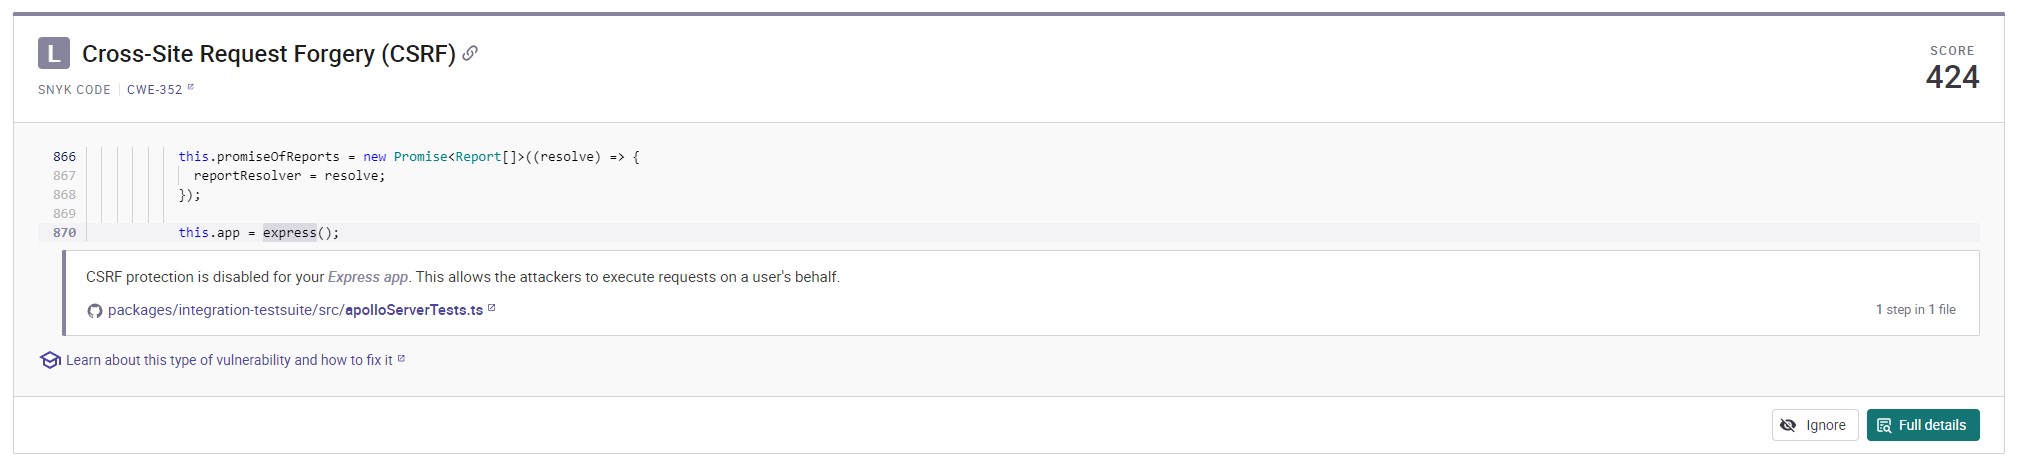 L Cross-Site Request Forgery (CSRF)
SCORE
424
SNYK CODE CWE-352
866 this.promiseOfReports = new Promise<Report[]>((resolve) => {
867 reportResolver = resolve;
868 });
869
870 this.app = express();
CSRF protection is disabled for your Express app. This allows the attackers to execute requests on a user's behalf.
packages/integration-testsuite/src/apolloServerTests.ts
1 step in 1 file
Learn about this type of vulnerability and how to fix it
Ignore
Full details